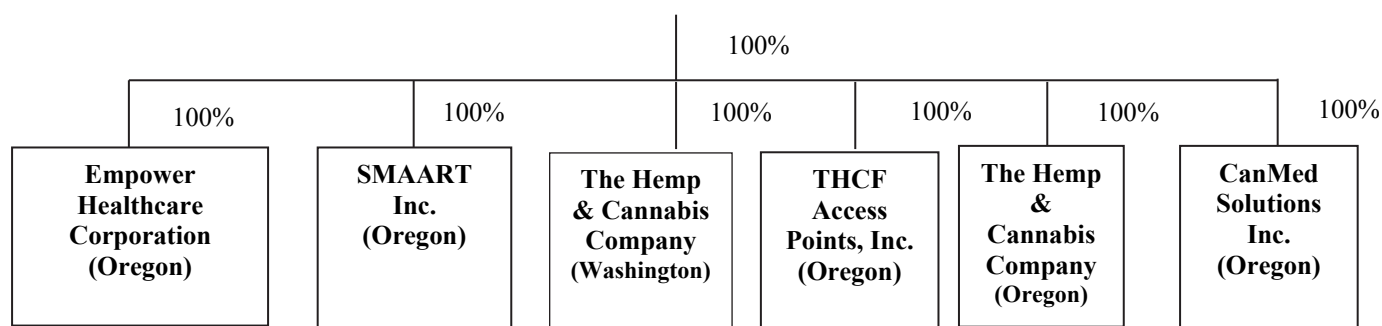 100%
100%
100%
100%
100%
100%
100%
Empower
Healthcare
Corporation
(Oregon)
SMAART
Inc.
(Oregon)
The Hemp
& Cannabis
Company
(Washington)
THCF
Access
Points, Inc.
(Oregon)
The Hemp
&
Cannabis
Company
(Oregon)
CanMed
Solutions
Inc.
(Oregon)